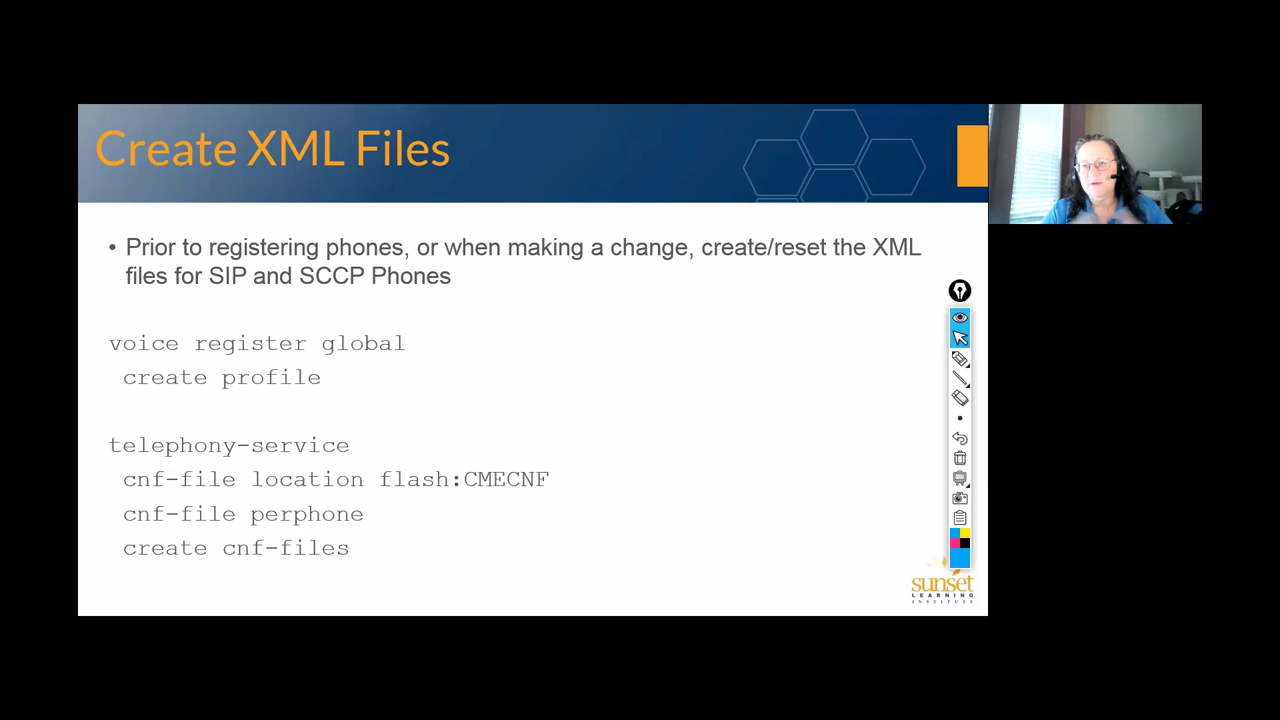 Create XML Files
• Prior to registering phones, or when making a change, create/reset the XML
files for SIP and SCCP Phones
voice register global
create profile
telephony-service
cnf-file location flash:CMECNF
cnf-file perphone
create cnf-files
sunset
LEARNING
INSTITUTE